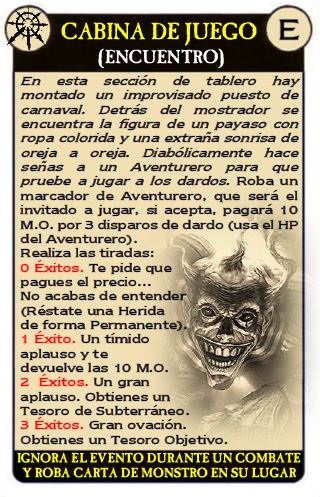 CABINA DE JUEGO
E
(ENCUENTRO)
En esta sección de tablero hay
montado un improvisado puesto de
carnaval. Detrás del mostrador se
encuentra la figura de un payaso con
ropa colorida y una extraña sonrisa de
oreja a oreja. Diabólicamente hace
señas a un Aventurero para que
pruebe a jugar a los dardos. Roba un
marcador de Aventurero, que será el
invitado a jugar, si acepta, pagará 10
M.O. por 3 disparos de dardo (usa el HP
del Aventurero).
Realiza las tiradas:
0 Éxitos. Te pide que
pagues el precio...
No acabas de entender
(Réstate una Herida
de forma Permanente).
1 Éxito. Un tímido
aplauso y te
devuelve las 10 M.O.
2 Éxitos. Un gran
aplauso. Obtienes un
Tesoro de Subterráneo.
3 Éxitos. Gran ovación.
Obtienes un Tesoro Objetivo.
IGNORA EL EVENTO DURANTE UN COMBATE
Y ROBA CARTA DE MONSTRO EN SU LUGAR